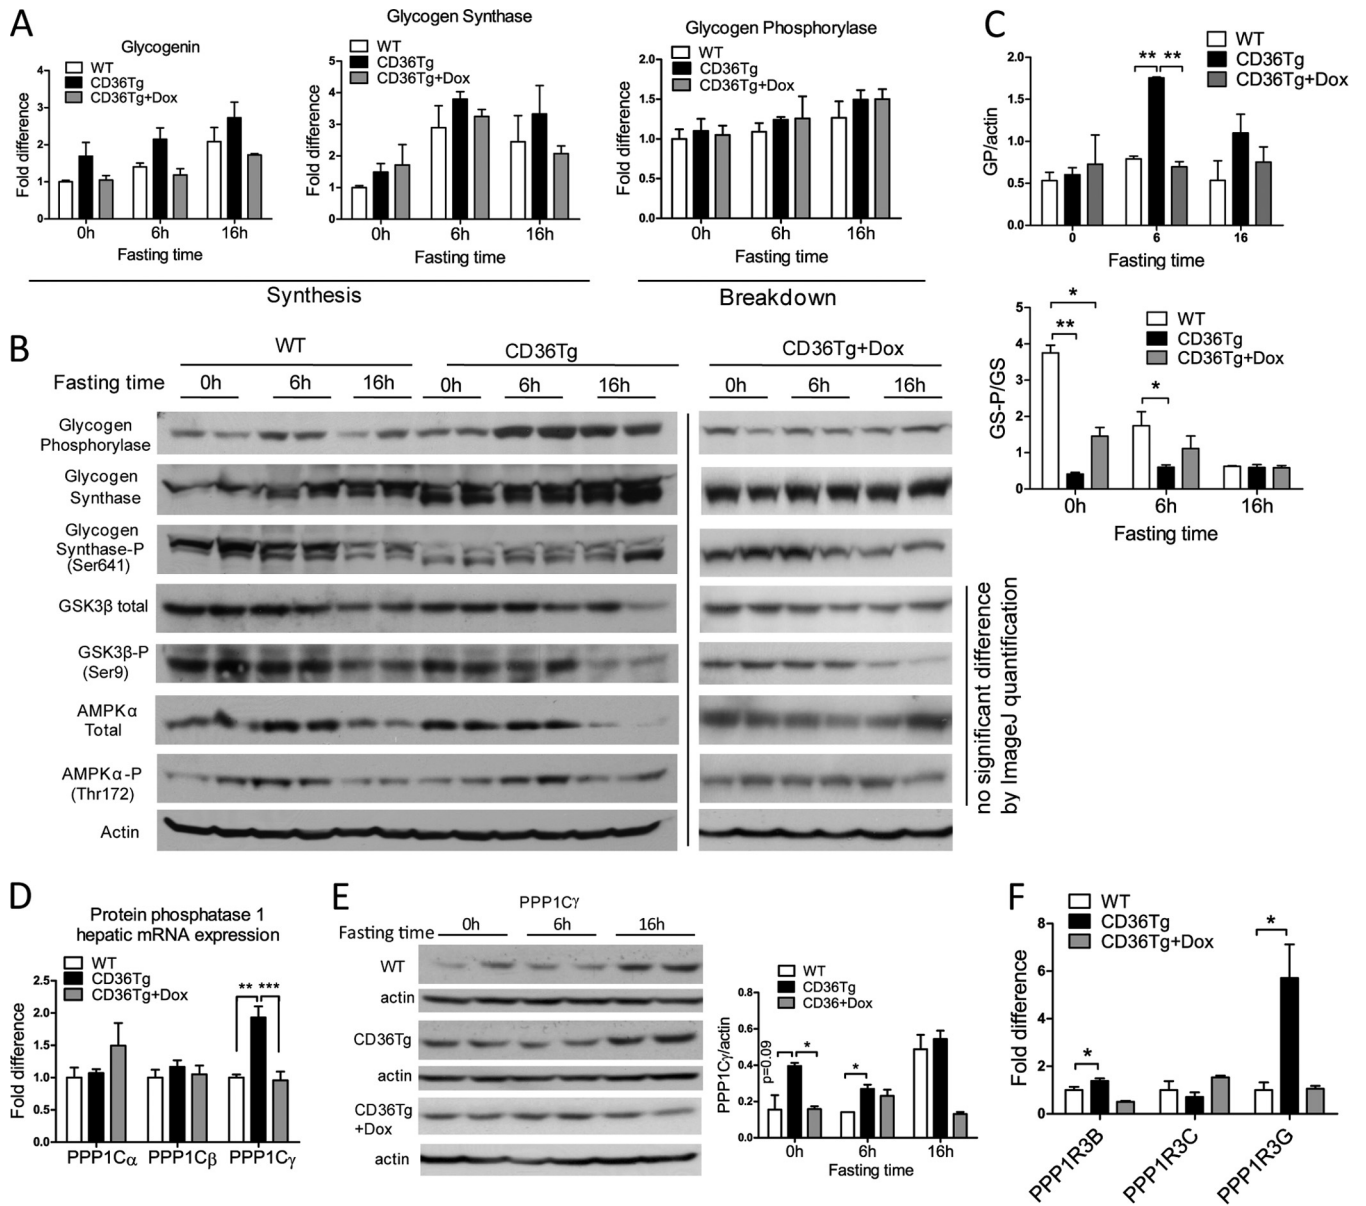 A
Glycogenin
WT
CD36Tg
CD36Tg+Dox
Fold difference
4
3
2
1
0
0h 6h 16h
Fasting time
Glycogen Synthase
WT
CD36Tg
CD36Tg+Dox
Fold difference
5
4
3
2
1
0
0h 6h 16h
Fasting time
Synthesis
Glycogen Phosphorylase
WT
CD36Tg
CD36Tg+Dox
Fold difference
2.0
1.5
1.0
0.5
0.0
0h 6h 16h
Fasting time
Breakdown
C
WT
CD36Tg
CD36Tg+Dox
GP/actin
2.0
1.5
1.0
0.5
0.0
** **
0 6 16
Fasting time
WT
CD36Tg
CD36Tg+Dox
GS-P/GS
5
4
3
2
1
0
*
**
*
0h 6h 16h
Fasting time
B
WT CD36Tg CD36Tg+Dox
Fasting time 0h 6h 16h 0h 6h 16h 0h 6h 16h
Glycogen
Phosphorylase
Glycogen
Synthase
Glycogen
Synthase-P
(Ser641)
GSK3β total
GSK3β-P
(Ser9)
AMPKα
Total
AMPKα-P
(Thr172)
Actin
no significant difference
by ImageJ quantification
D
Protein phosphatase 1
hepatic mRNA expression
WT
CD36Tg
CD36Tg+Dox
Fold difference
2.5
2.0
1.5
1.0
0.5
0.0
** ***
PPP1Cα PPP1Cβ PPP1Cγ
E
PPP1Cγ
Fasting time 0h 6h 16h
WT
actin
CD36Tg
actin
CD36Tg
+Dox
actin
WT
CD36Tg
CD36+Dox
PPP1Cγ/actin
0.8
0.6
0.4
0.2
0.0
p=0.09
*
*
0h 6h 16h
Fasting time
F
WT
CD36Tg
CD36Tg+Dox
Fold difference
8
6
4
2
0
*
*
PPP1R3B
PPP1R3C
PPP1R3G